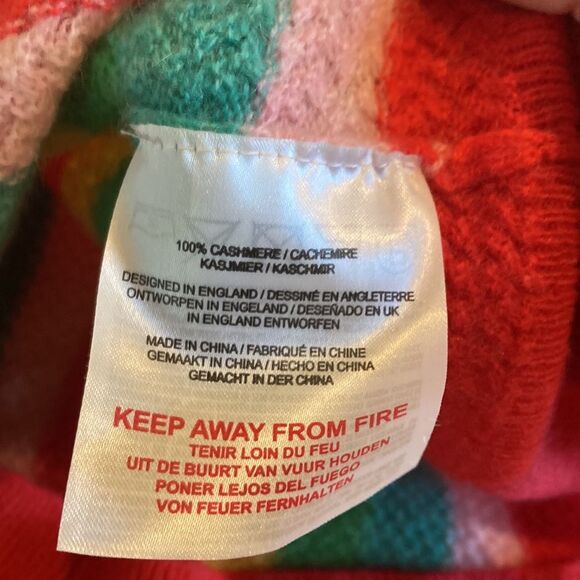 100% CASHMERE / CACHEMIRE
KASJMIER / KASCHMIR
DESIGNED IN ENGLAND / DESSINÉ EN ANGLETERRE
ONTWORPEN IN ENGELAND / DESEÑADO EN UK
IN ENGLAND ENTWORFEN
MADE IN CHINA / FABRIQUÉ EN CHINE
GEMAAKT IN CHINA / HECHO EN CHINA
GEMACHT IN DER CHINA
KEEP AWAY FROM FIRE
TENIR LOIN DU FEU
UIT DE BUURT VAN VUUR HOUDEN
PONER LEJOS DEL FUEGO
VON FEUER FERNHALTEN